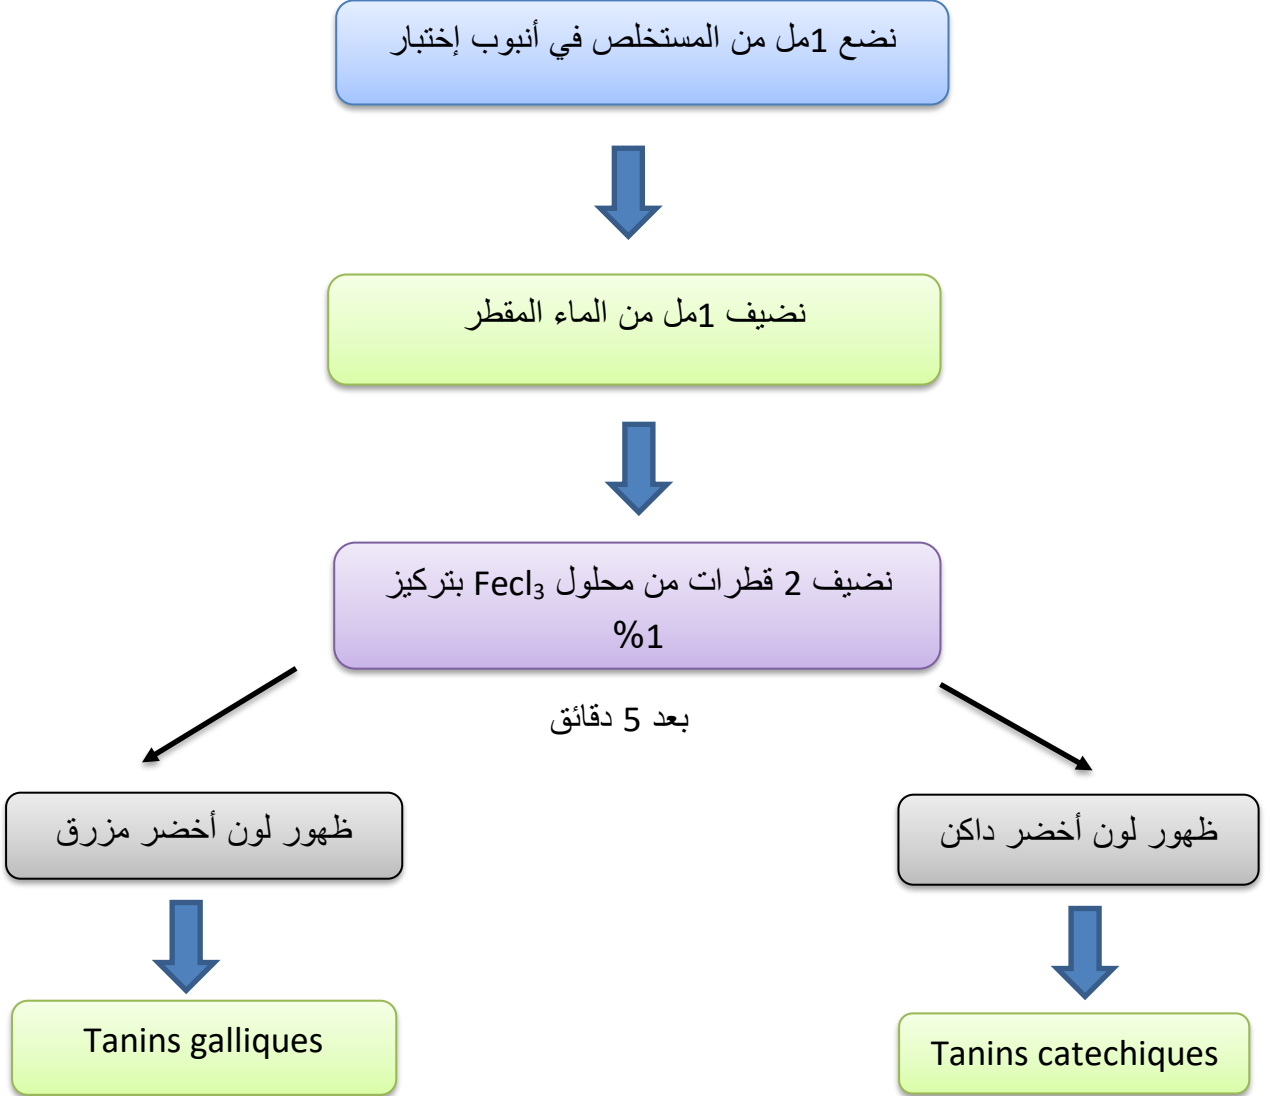 نضع 1مل من المستخلص في أنبوب إختبار
نضيف 1مل من الماء المقطر
نضيف 2 قطرات من محلول Fecl₃ بتركيز
%1
بعد 5 دقائق
ظهور لون أخضر داكن
ظهور لون أخضر مزرق
Tanins catechiques
Tanins galliques